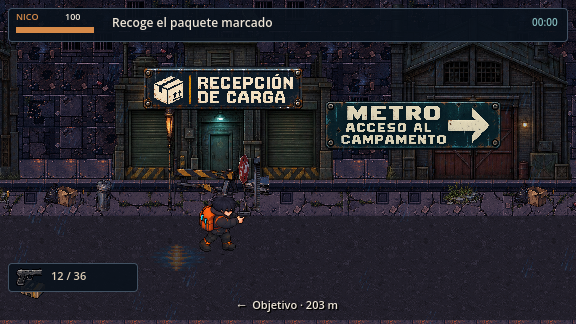 NICO 100
Recoge el paquete marcado
00:00
RECEPCIÓN
DE CARGA
METRO
ACCESO AL
CAMPAMENTO
12 / 36
← Objetivo · 203 m